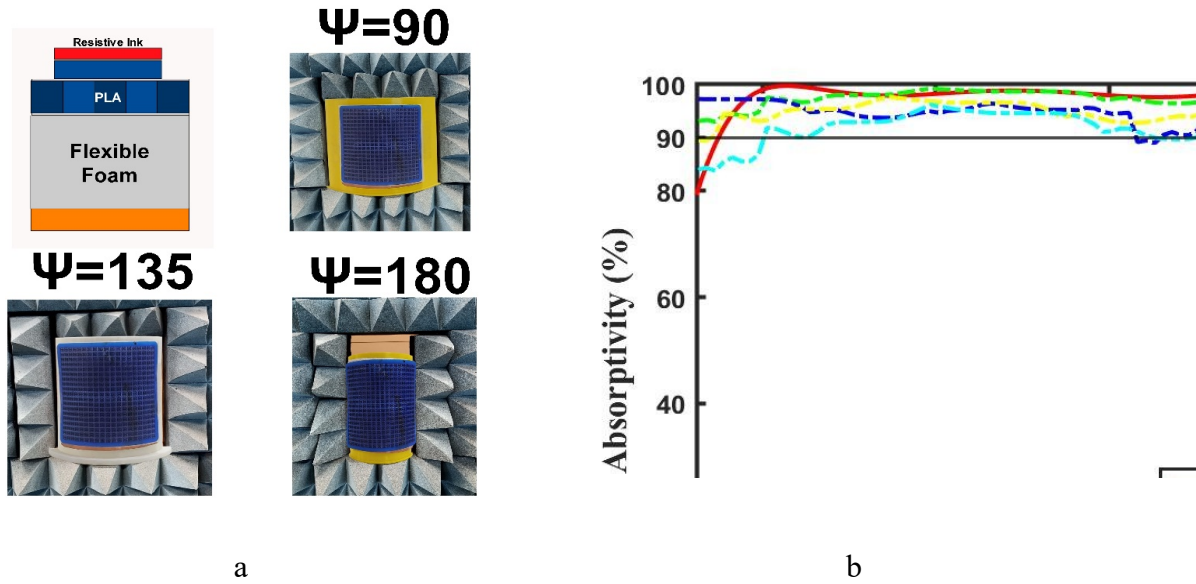 Ψ=90
Resistive Ink
PLA
Flexible
Foam
Ψ=135
Ψ=180
100
90
80
60
40
Absorptivity (%)
a
b